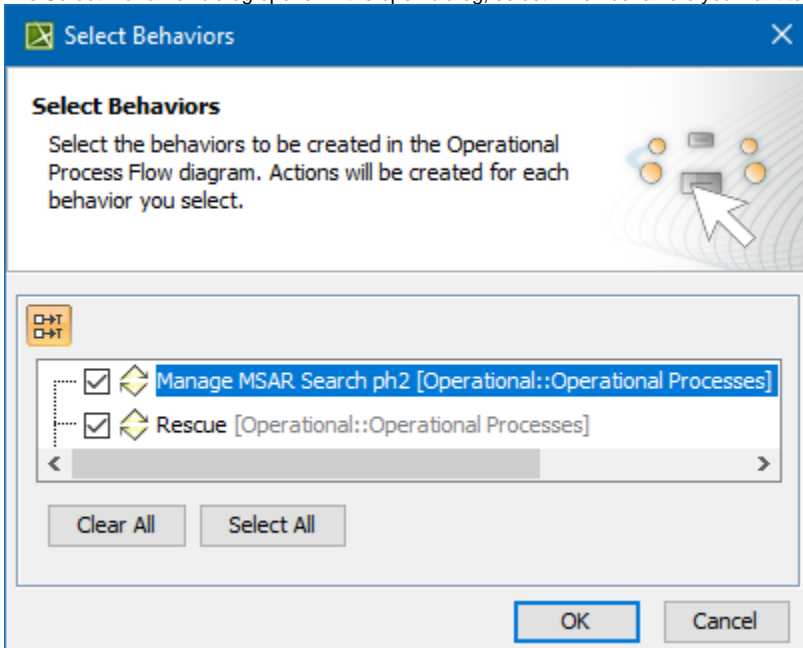 Select Behaviors
Select Behaviors
Select the behaviors to be created in the Operational
Process Flow diagram. Actions will be created for each
behavior you select.
Manage MSAR Search ph2 [Operational::Operational Processes]
Rescue [Operational::Operational Processes]
Clear All Select All
OK Cancel